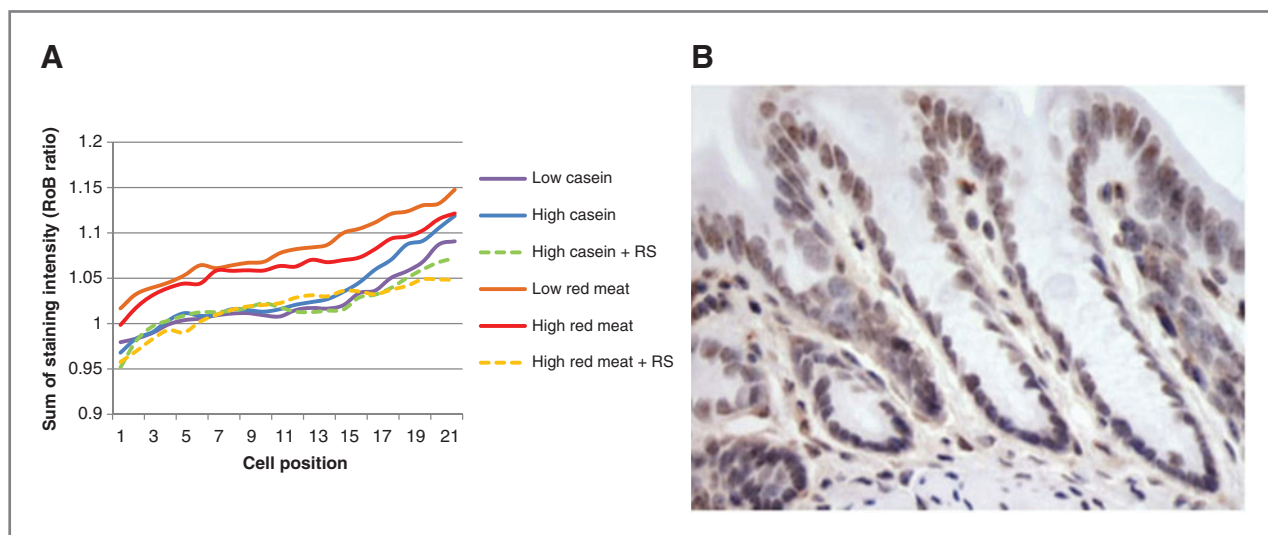 A
B
Sum of staining intensity (RoB ratio)
1.2
1.15
1.1
1.05
1
0.95
0.9
1 3 5 7 9 11 13 15 17 19 21
Cell position
Low casein
High casein
High casein + RS
Low red meat
High red meat
High red meat + RS